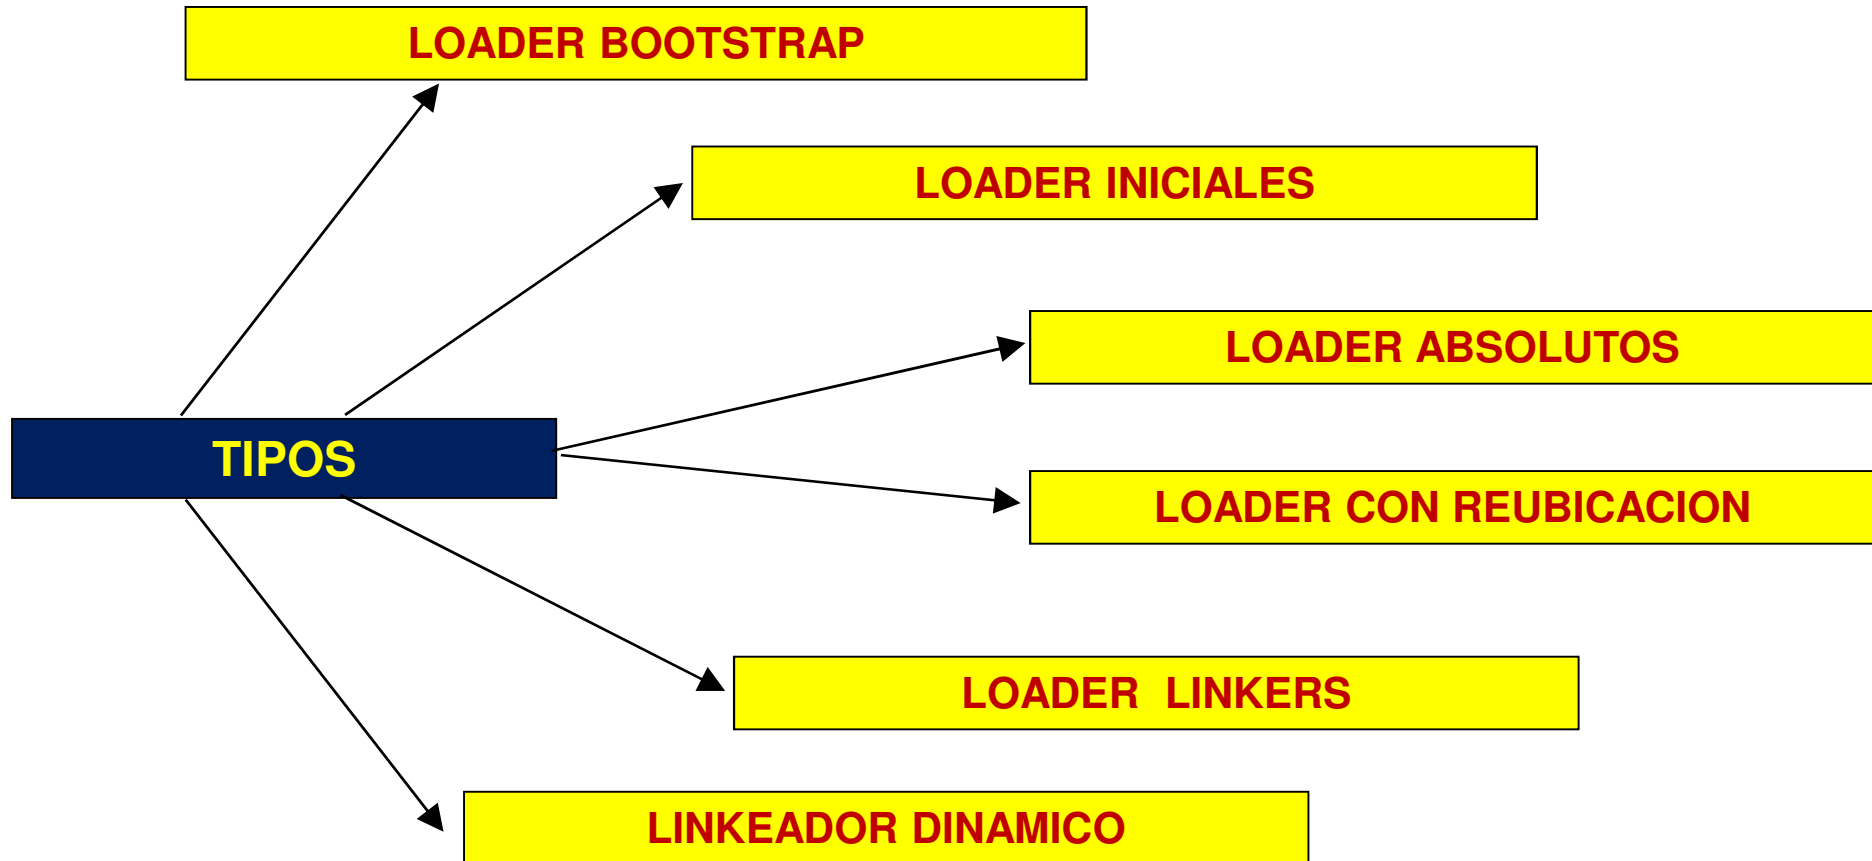 LOADER BOOTSTRAP
LOADER INICIALES
LOADER ABSOLUTOS
TIPOS
LOADER CON REUBICACION
LOADER LINKERS
LINKEADOR DINAMICO